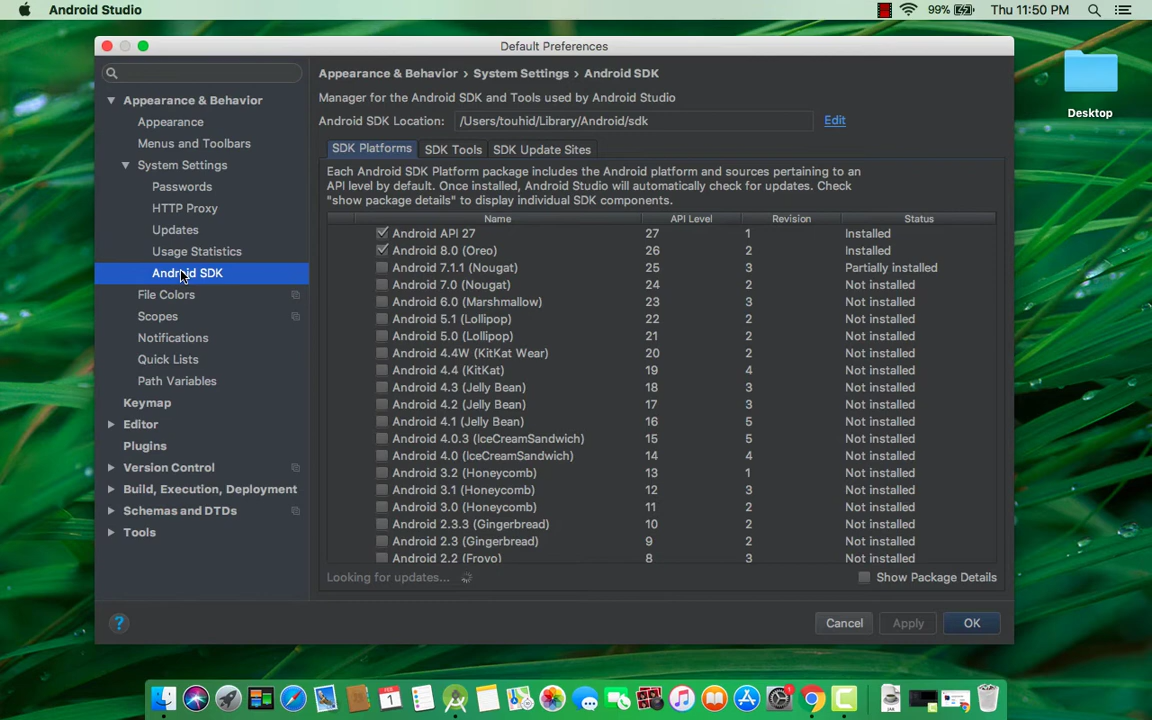 Android Studio
99% Thu 11:50 PM
Default Preferences
Desktop
Appearance & Behavior
Appearance
Menus and Toolbars
System Settings
Passwords
HTTP Proxy
Updates
Usage Statistics
Android SDK
File Colors
Scopes
Notifications
Quick Lists
Path Variables
Keymap
Editor
Plugins
Version Control
Build, Execution, Deployment
Schemas and DTDs
Tools
Appearance & Behavior › System Settings › Android SDK
Manager for the Android SDK and Tools used by Android Studio
Android SDK Location: /Users/touhid/Library/Android/sdk Edit
SDK Platforms SDK Tools SDK Update Sites
Each Android SDK Platform package includes the Android platform and sources pertaining to an
API level by default. Once installed, Android Studio will automatically check for updates. Check
"show package details" to display individual SDK components.
Name API Level Revision Status
Android API 27 27 1 Installed
Android 8.0 (Oreo) 26 2 Installed
Android 7.1.1 (Nougat) 25 3 Partially installed
Android 7.0 (Nougat) 24 2 Not installed
Android 6.0 (Marshmallow) 23 3 Not installed
Android 5.1 (Lollipop) 22 2 Not installed
Android 5.0 (Lollipop) 21 2 Not installed
Android 4.4W (KitKat Wear) 20 2 Not installed
Android 4.4 (KitKat) 19 4 Not installed
Android 4.3 (Jelly Bean) 18 3 Not installed
Android 4.2 (Jelly Bean) 17 3 Not installed
Android 4.1 (Jelly Bean) 16 5 Not installed
Android 4.0.3 (IceCreamSandwich) 15 5 Not installed
Android 4.0 (IceCreamSandwich) 14 4 Not installed
Android 3.2 (Honeycomb) 13 1 Not installed
Android 3.1 (Honeycomb) 12 3 Not installed
Android 3.0 (Honeycomb) 11 2 Not installed
Android 2.3.3 (Gingerbread) 10 2 Not installed
Android 2.3 (Gingerbread) 9 2 Not installed
Android 2.2 (Froyo) 8 3 Not installed
Looking for updates... Show Package Details
? Cancel Apply OK